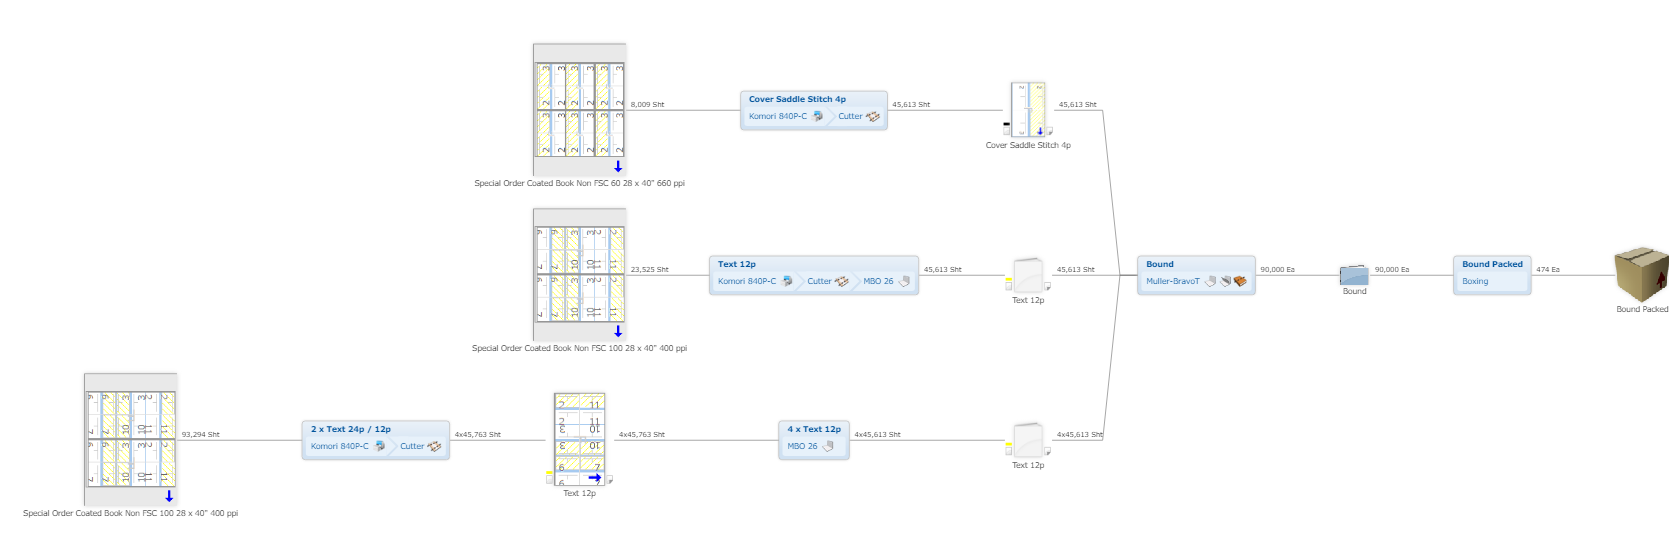 8,009 Sht
Cover Saddle Stitch 4p
Komori 840P-C
Cutter
45,613 Sht
45,613 Sht
Cover Saddle Stitch 4p
Special Order Coated Book Non FSC 60 28 x 40" 660 ppi
23,525 Sht
Text 12p
Komori 840P-C
Cutter
MBO 26
45,613 Sht
45,613 Sht
Text 12p
Bound
Muller-BravoT
90,000 Ea
Bound
90,000 Ea
Bound Packed
Boxing
474 Ea
Bound Packed
Special Order Coated Book Non FSC 100 28 x 40" 400 ppi
93,294 Sht
2 x Text 24p / 12p
Komori 840P-C
Cutter
4x45,763 Sht
4x45,763 Sht
Text 12p
4 x Text 12p
MBO 26
4x45,613 Sht
4x45,613 Sht
Text 12p
Special Order Coated Book Non FSC 100 28 x 40" 400 ppi